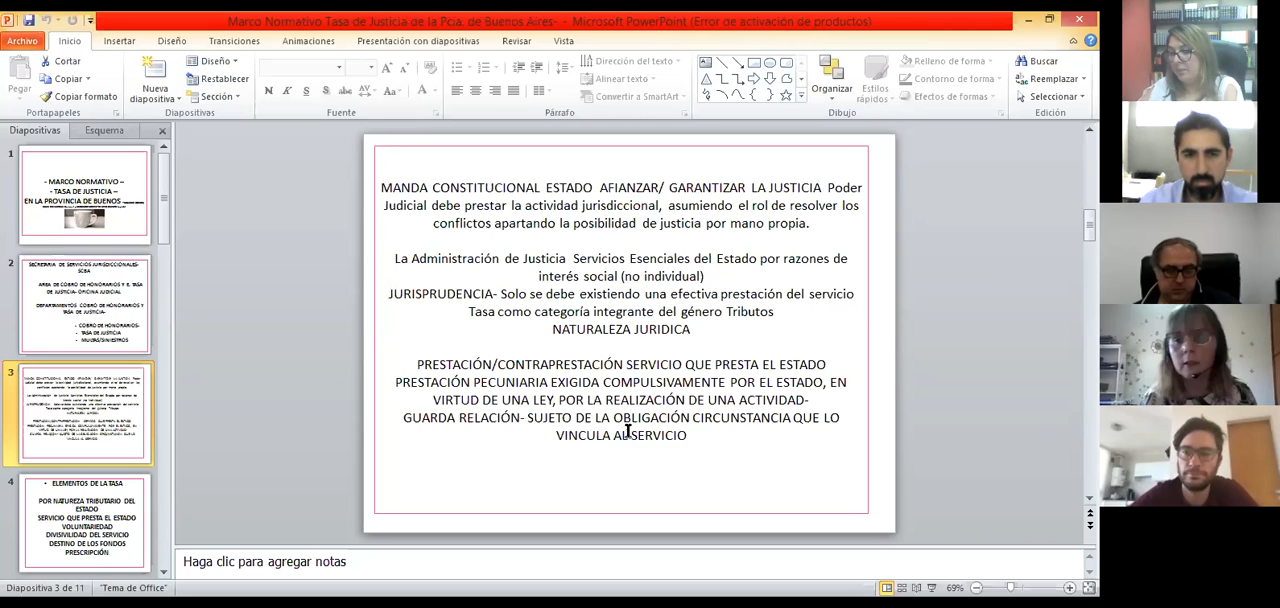 Marco Normativo Tasa de Justicia de la Pcia. de Buenos Aires- - Microsoft PowerPoint (Error de activación de productos)
Archivo Inicio Insertar Diseño Transiciones Animaciones Presentación con diapositivas Revisar Vista
Pegar
Cortar
Copiar
Copiar formato
Portapapeles
Nueva
diapositiva
Diseño
Restablecer
Sección
Diapositivas
Fuente
Dirección del texto
Alinear texto
Convertir a SmartArt
Párrafo
Organizar
Estilos
rápidos
Relleno de forma
Contorno de forma
Efectos de formas
Dibujo
Buscar
Reemplazar
Seleccionar
Edición
Diapositivas Esquema
1
- MARCO NORMATIVO –
- TASA DE JUSTICIA –
EN LA PROVINCIA DE BUENOS
2
SECRETARIA DE SERVICIOS JURISDICCIONALES-
SCBA
AREA DE COBRO DE HONORARIOS Y E. TASA
DE JUSTICIA- OFICINA JUDICIAL
DEPARTAMENTOS COBRO DE HONORARIOS Y
TASA DE JUSTICIA-
- COBRO DE HONORARIOS-
- TASA DE JUSTICIA
- MULTAS/SINIESTROS
3
4
• ELEMENTOS DE LA TASA
POR NATUREZA TRIBUTARIO DEL
ESTADO
SERVICIO QUE PRESTA EL ESTADO
VOLUNTARIEDAD
DIVISIVILIDAD DEL SERVICIO
DESTINO DE LOS FONDOS
PRESCRIPCIÓN
MANDA CONSTITUCIONAL ESTADO AFIANZAR/ GARANTIZAR LA JUSTICIA Poder
Judicial debe prestar la actividad jurisdiccional, asumiendo el rol de resolver los
conflictos apartando la posibilidad de justicia por mano propia.
La Administración de Justicia Servicios Esenciales del Estado por razones de
interés social (no individual)
JURISPRUDENCIA- Solo se debe existiendo una efectiva prestación del servicio
Tasa como categoría integrante del género Tributos
NATURALEZA JURIDICA
PRESTACIÓN/CONTRAPRESTACIÓN SERVICIO QUE PRESTA EL ESTADO
PRESTACIÓN PECUNIARIA EXIGIDA COMPULSIVAMENTE POR EL ESTADO, EN
VIRTUD DE UNA LEY, POR LA REALIZACIÓN DE UNA ACTIVIDAD-
GUARDA RELACIÓN- SUJETO DE LA OBLIGACIÓN CIRCUNSTANCIA QUE LO
VINCULA AL SERVICIO
Haga clic para agregar notas
Diapositiva 3 de 11 "Tema de Office" 69%